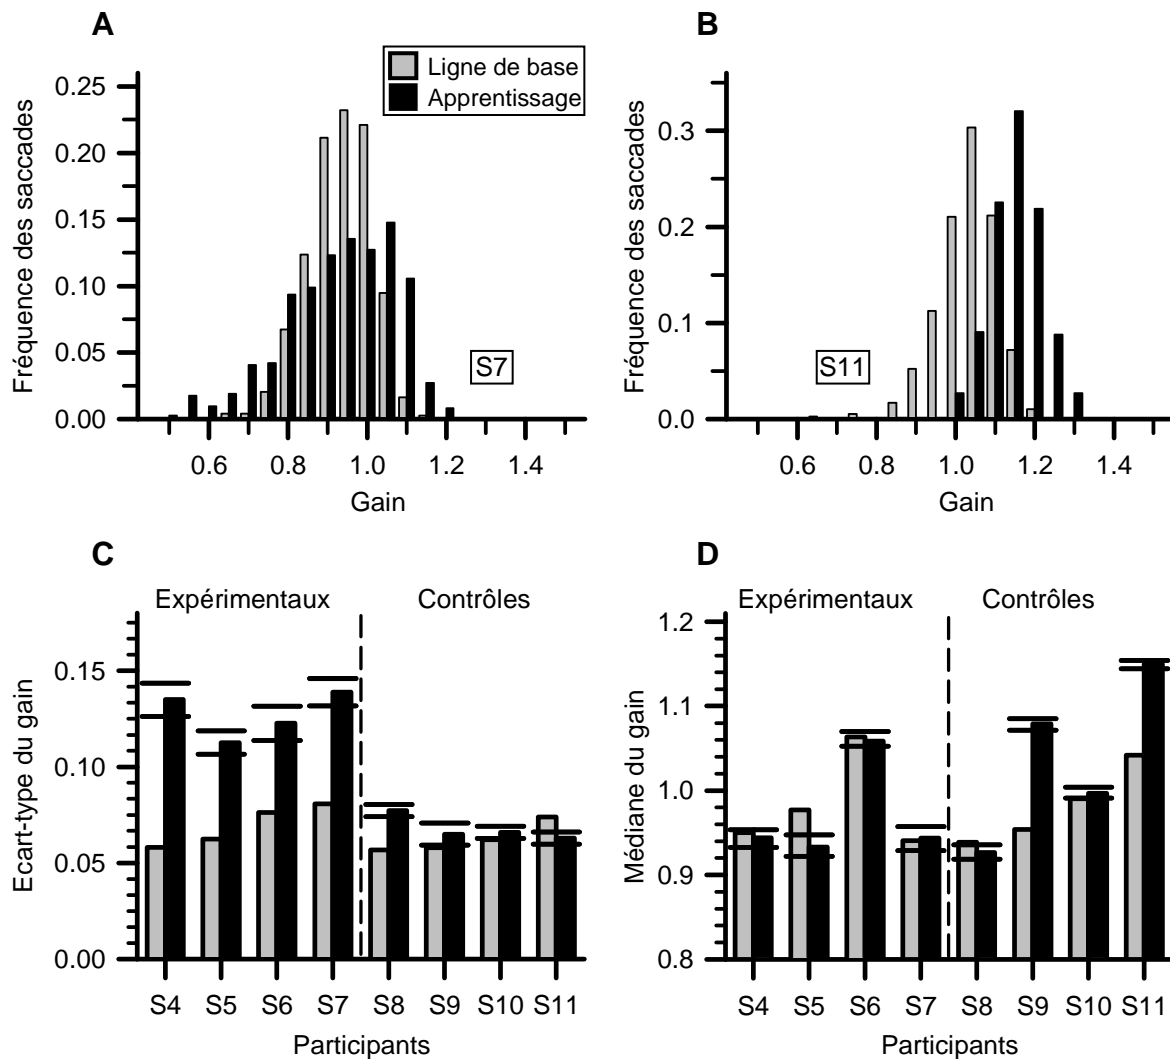 A
Ligne de base
Apprentissage
Fréquence des saccades
0.25
0.20
0.15
0.10
0.05
0.00
S7
0.6 0.8 1.0 1.2 1.4
Gain
B
Fréquence des saccades
0.3
0.2
0.1
0.0
S11
0.6 0.8 1.0 1.2 1.4
Gain
C
Expérimentaux Contrôles
Ecart-type du gain
0.15
0.10
0.05
0.00
S4 S5 S6 S7 S8 S9 S10 S11
Participants
D
Expérimentaux Contrôles
Médiane du gain
1.2
1.1
1.0
0.9
0.8
S4 S5 S6 S7 S8 S9 S10 S11
Participants